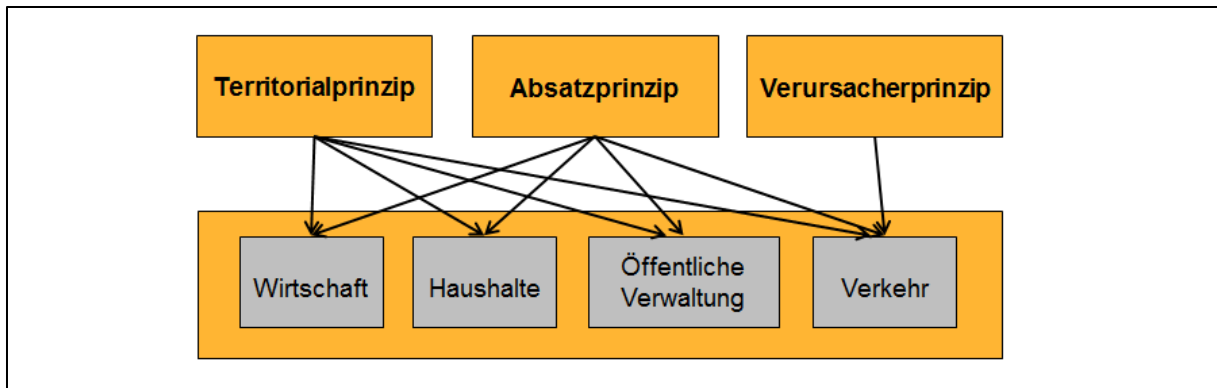 Territorialprinzip
Absatzprinzip
Verursacherprinzip
Wirtschaft
Haushalte
Öffentliche
Verwaltung
Verkehr